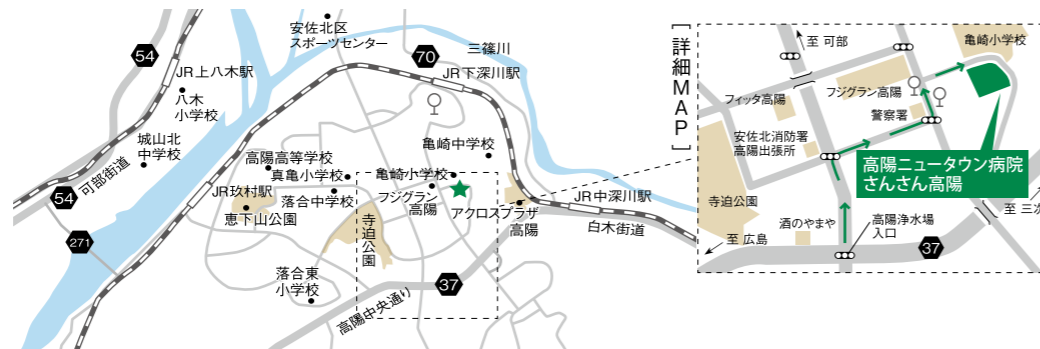 安佐北区
スポーツセンター
三篠川
54
70
JR上八木駅
JR下深川駅
八木
小学校
城山北
中学校
亀崎中学校
高陽高等学校
真亀小学校
亀崎小学校
可部街道
JR玖村駅
落合中学校
フジグラン
高陽
恵下山公園
アクロスプラザ
高陽
JR中深川駅
54
寺迫公園
白木街道
271
落合東
小学校
37
高陽中央通り
[詳細MAP]
至 可部
亀崎小学校
フィッタ高陽
フジグラン高陽
警察署
安佐北消防署
高陽出張所
高陽ニュータウン病院
さんさん高陽
寺迫公園
酒のやまや
高陽浄水場
入口
至 三次
至 広島
37